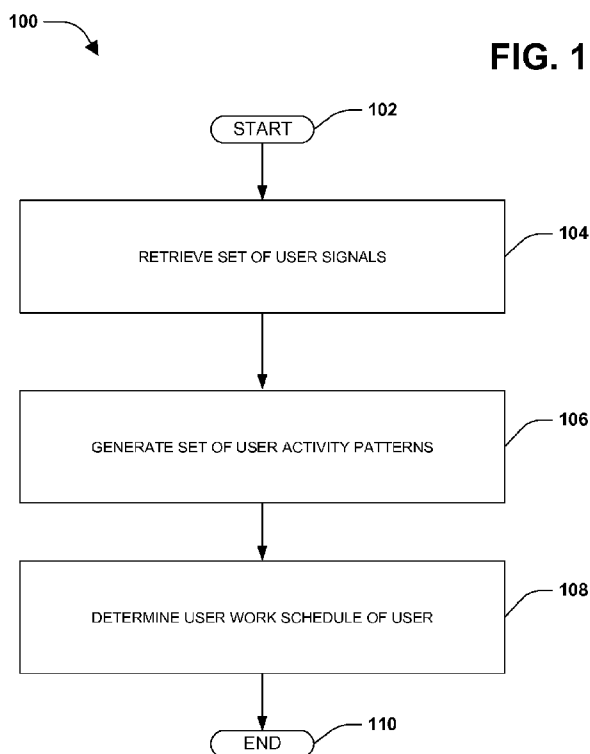 100
FIG. 1
START
102
RETRIEVE SET OF USER SIGNALS
104
GENERATE SET OF USER ACTIVITY PATTERNS
106
DETERMINE USER WORK SCHEDULE OF USER
108
END
110